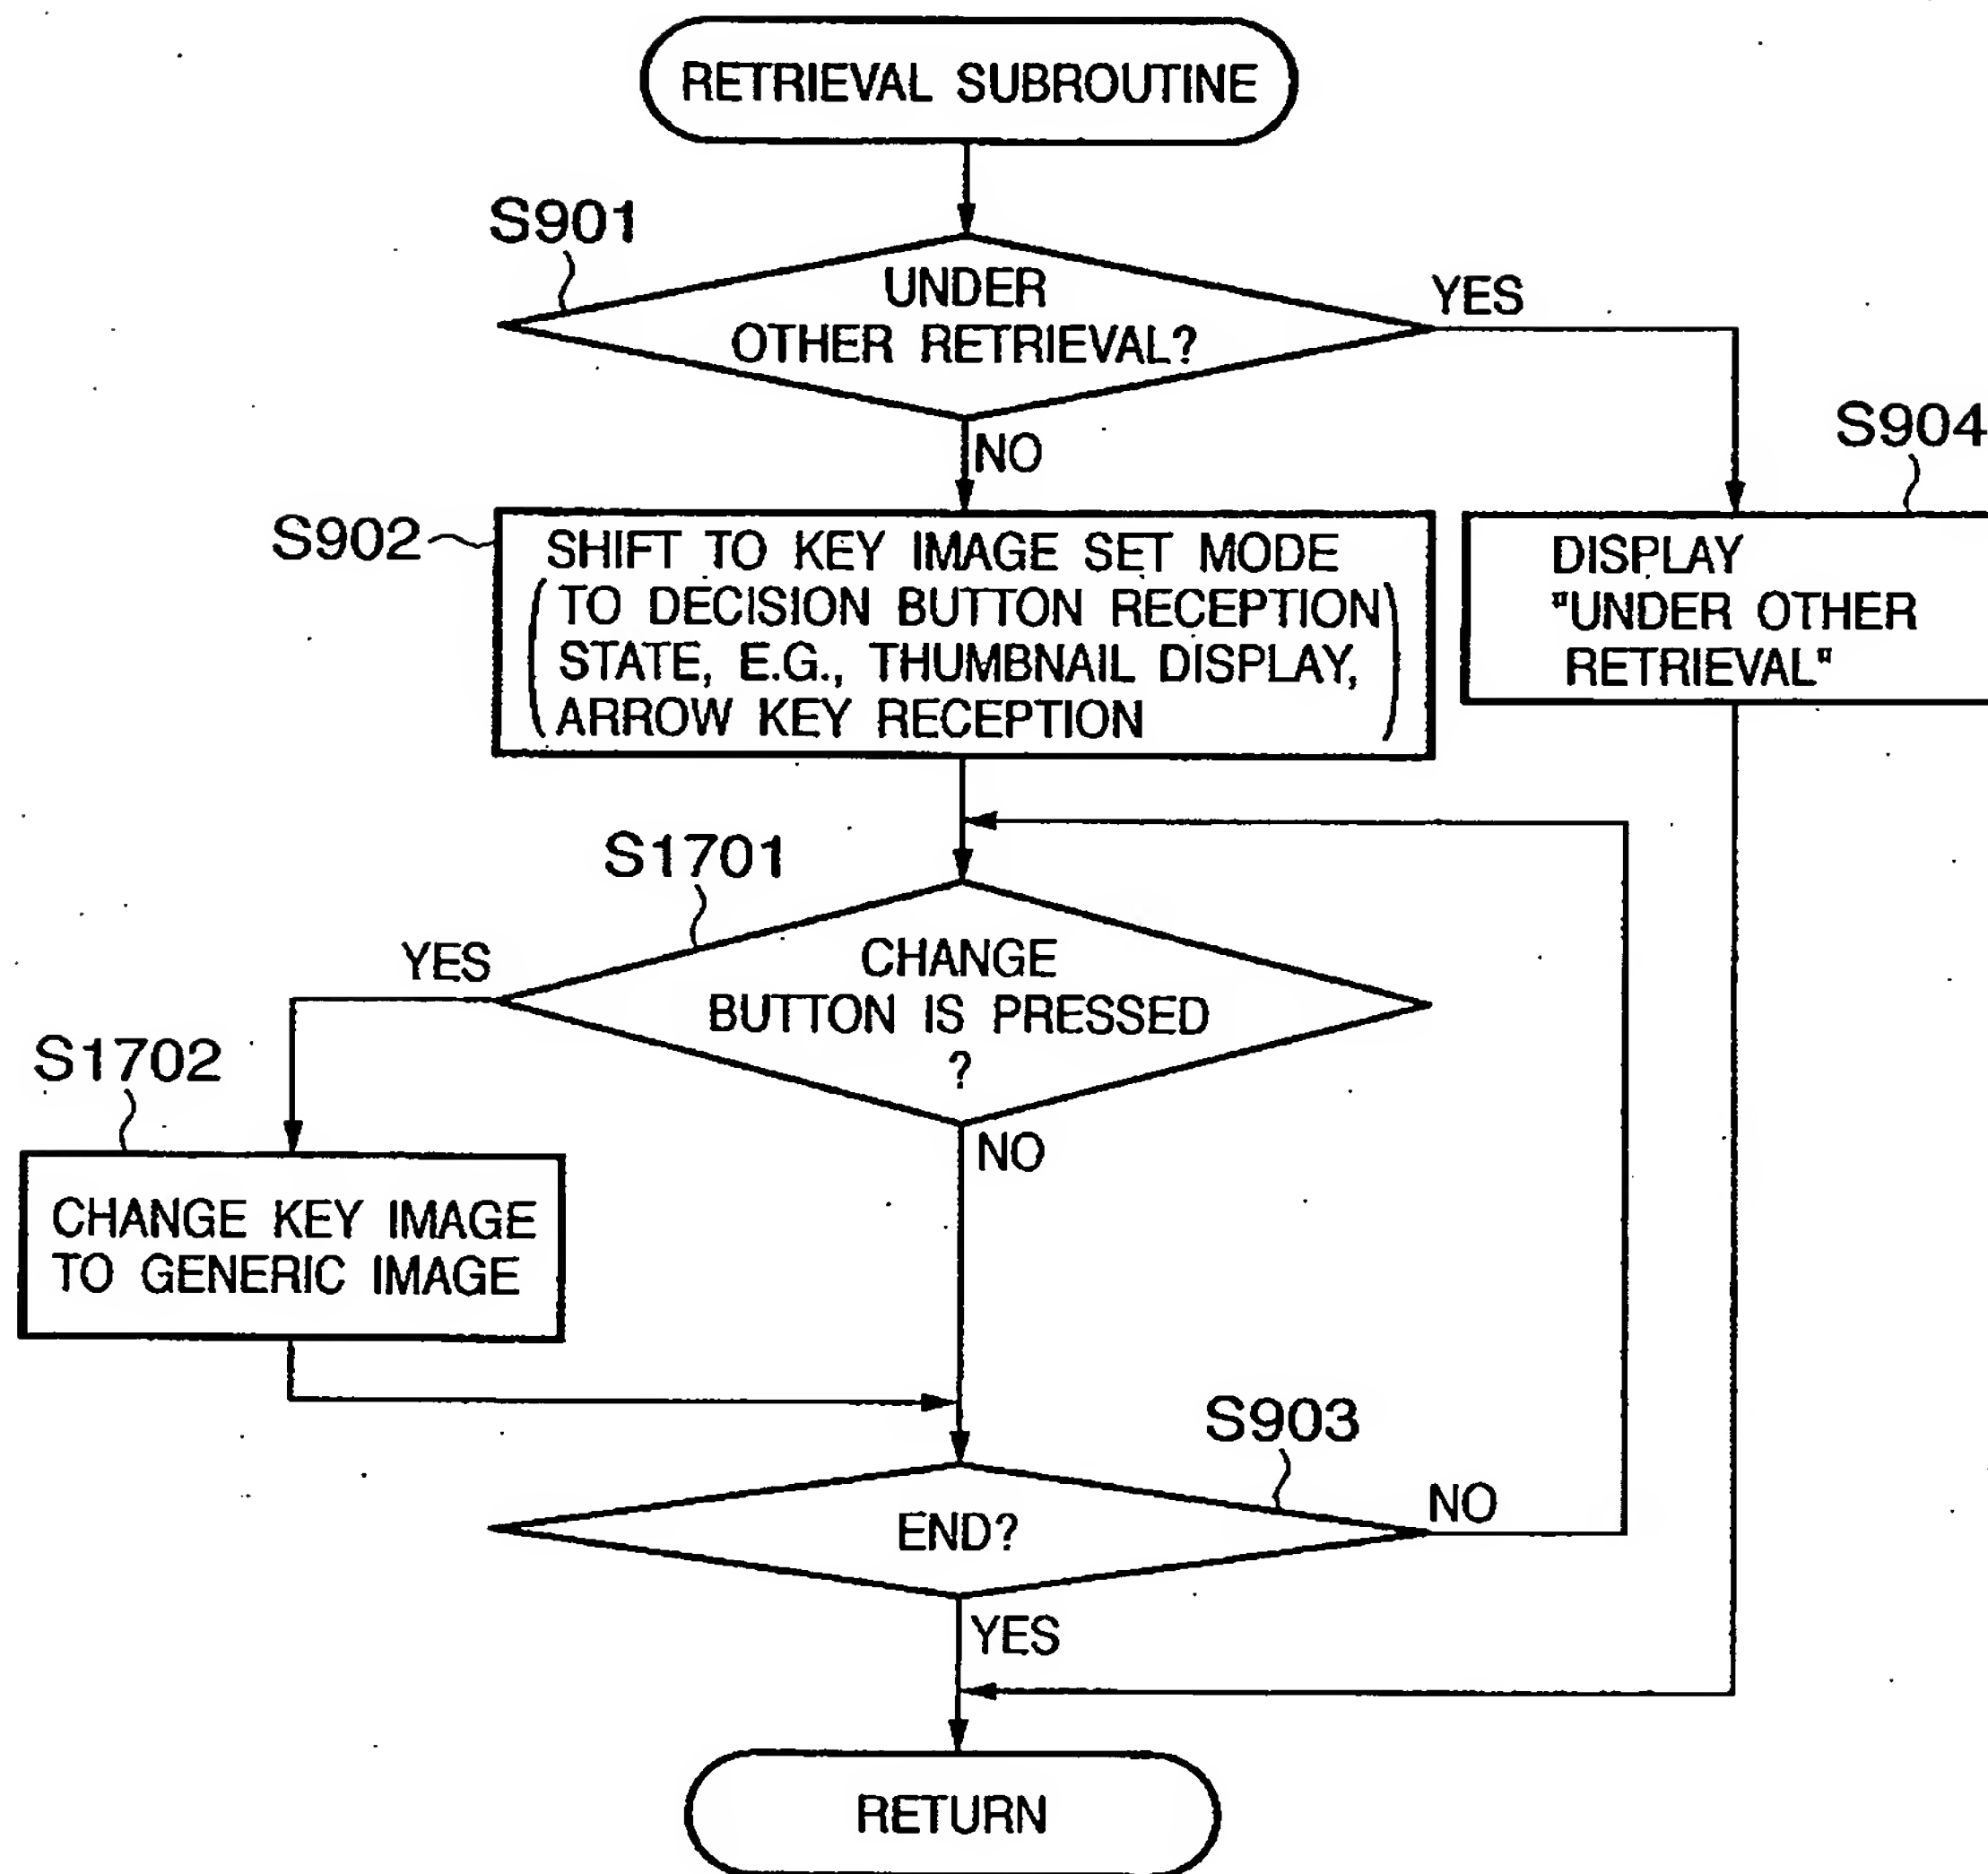 RETRIEVAL SUBROUTINE
S901
UNDER
OTHER RETRIEVAL?
YES
NO
S904
S902
SHIFT TO KEY IMAGE SET MODE
(TO DECISION BUTTON RECEPTION
STATE, E.G., THUMBNAIL DISPLAY,
ARROW KEY RECEPTION)
DISPLAY
"UNDER OTHER
RETRIEVAL"
S1701
YES
CHANGE
BUTTON IS PRESSED
?
NO
S1702
CHANGE KEY IMAGE
TO GENERIC IMAGE
S903
END?
NO
YES
RETURN